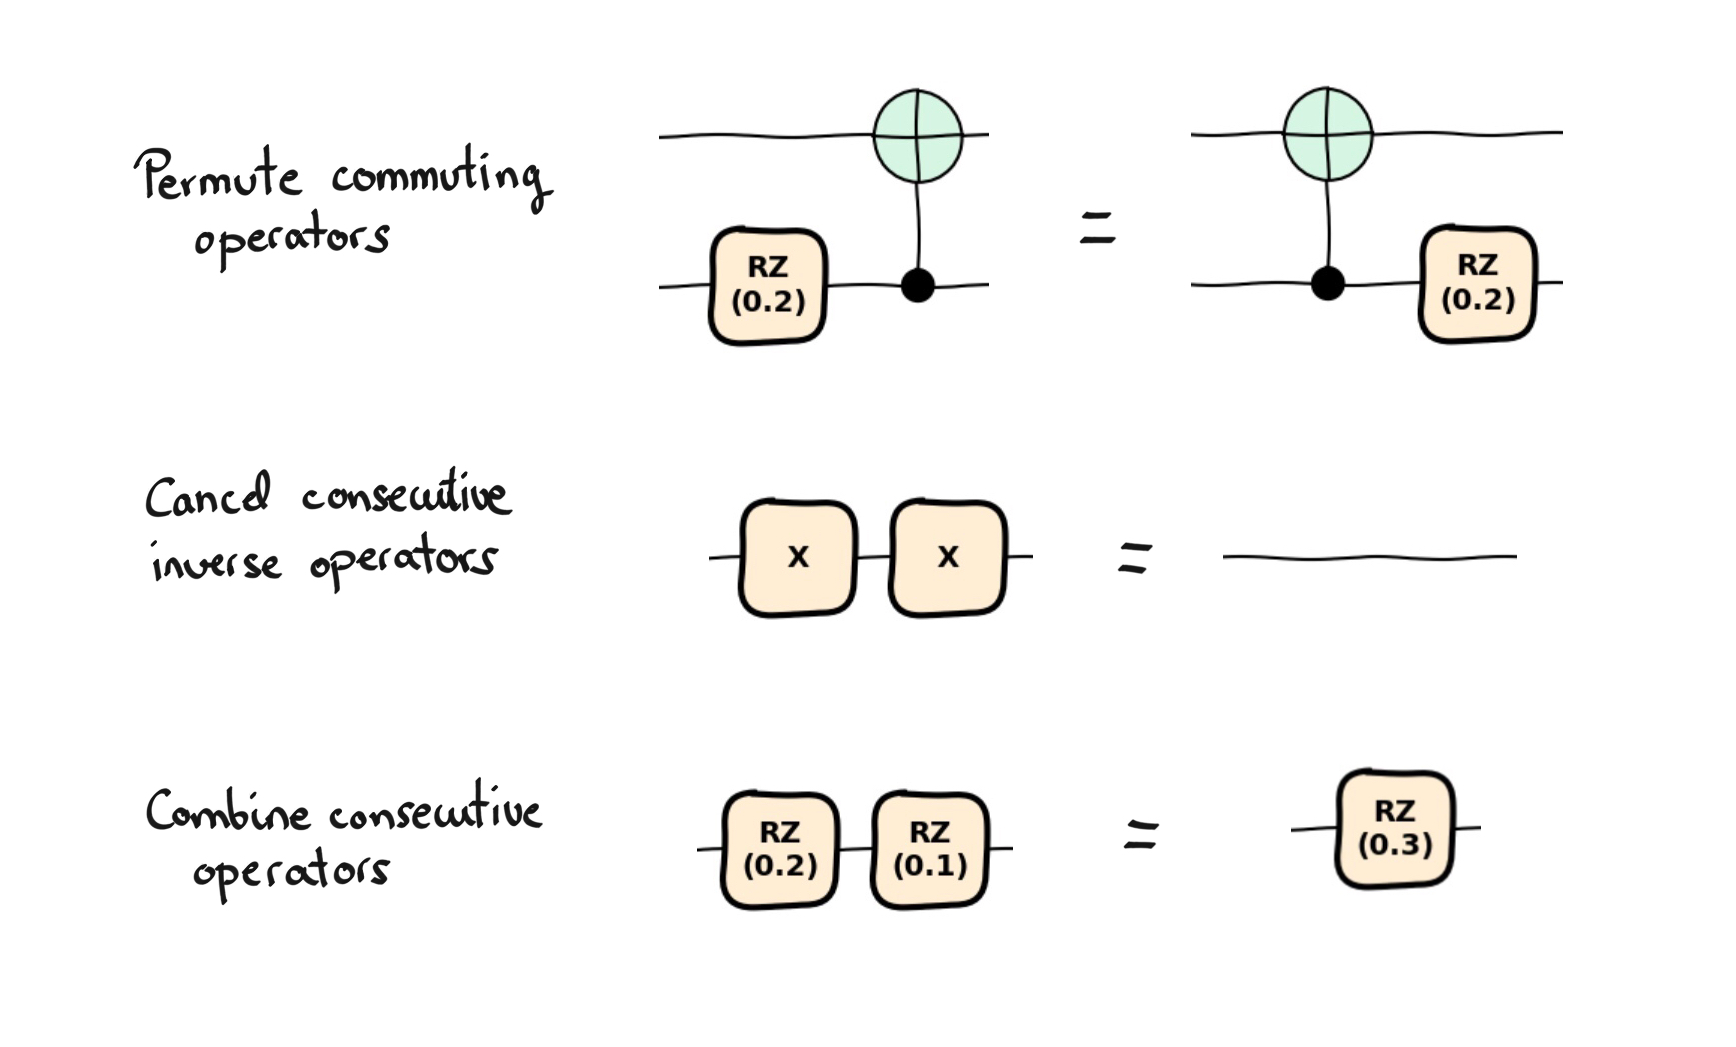 Permute commuting
operators
RZ
(0.2)
=
RZ
(0.2)
Cancel consecutive
inverse operators
X
X
=
Combine consecutive
operators
RZ
(0.2)
RZ
(0.1)
=
RZ
(0.3)